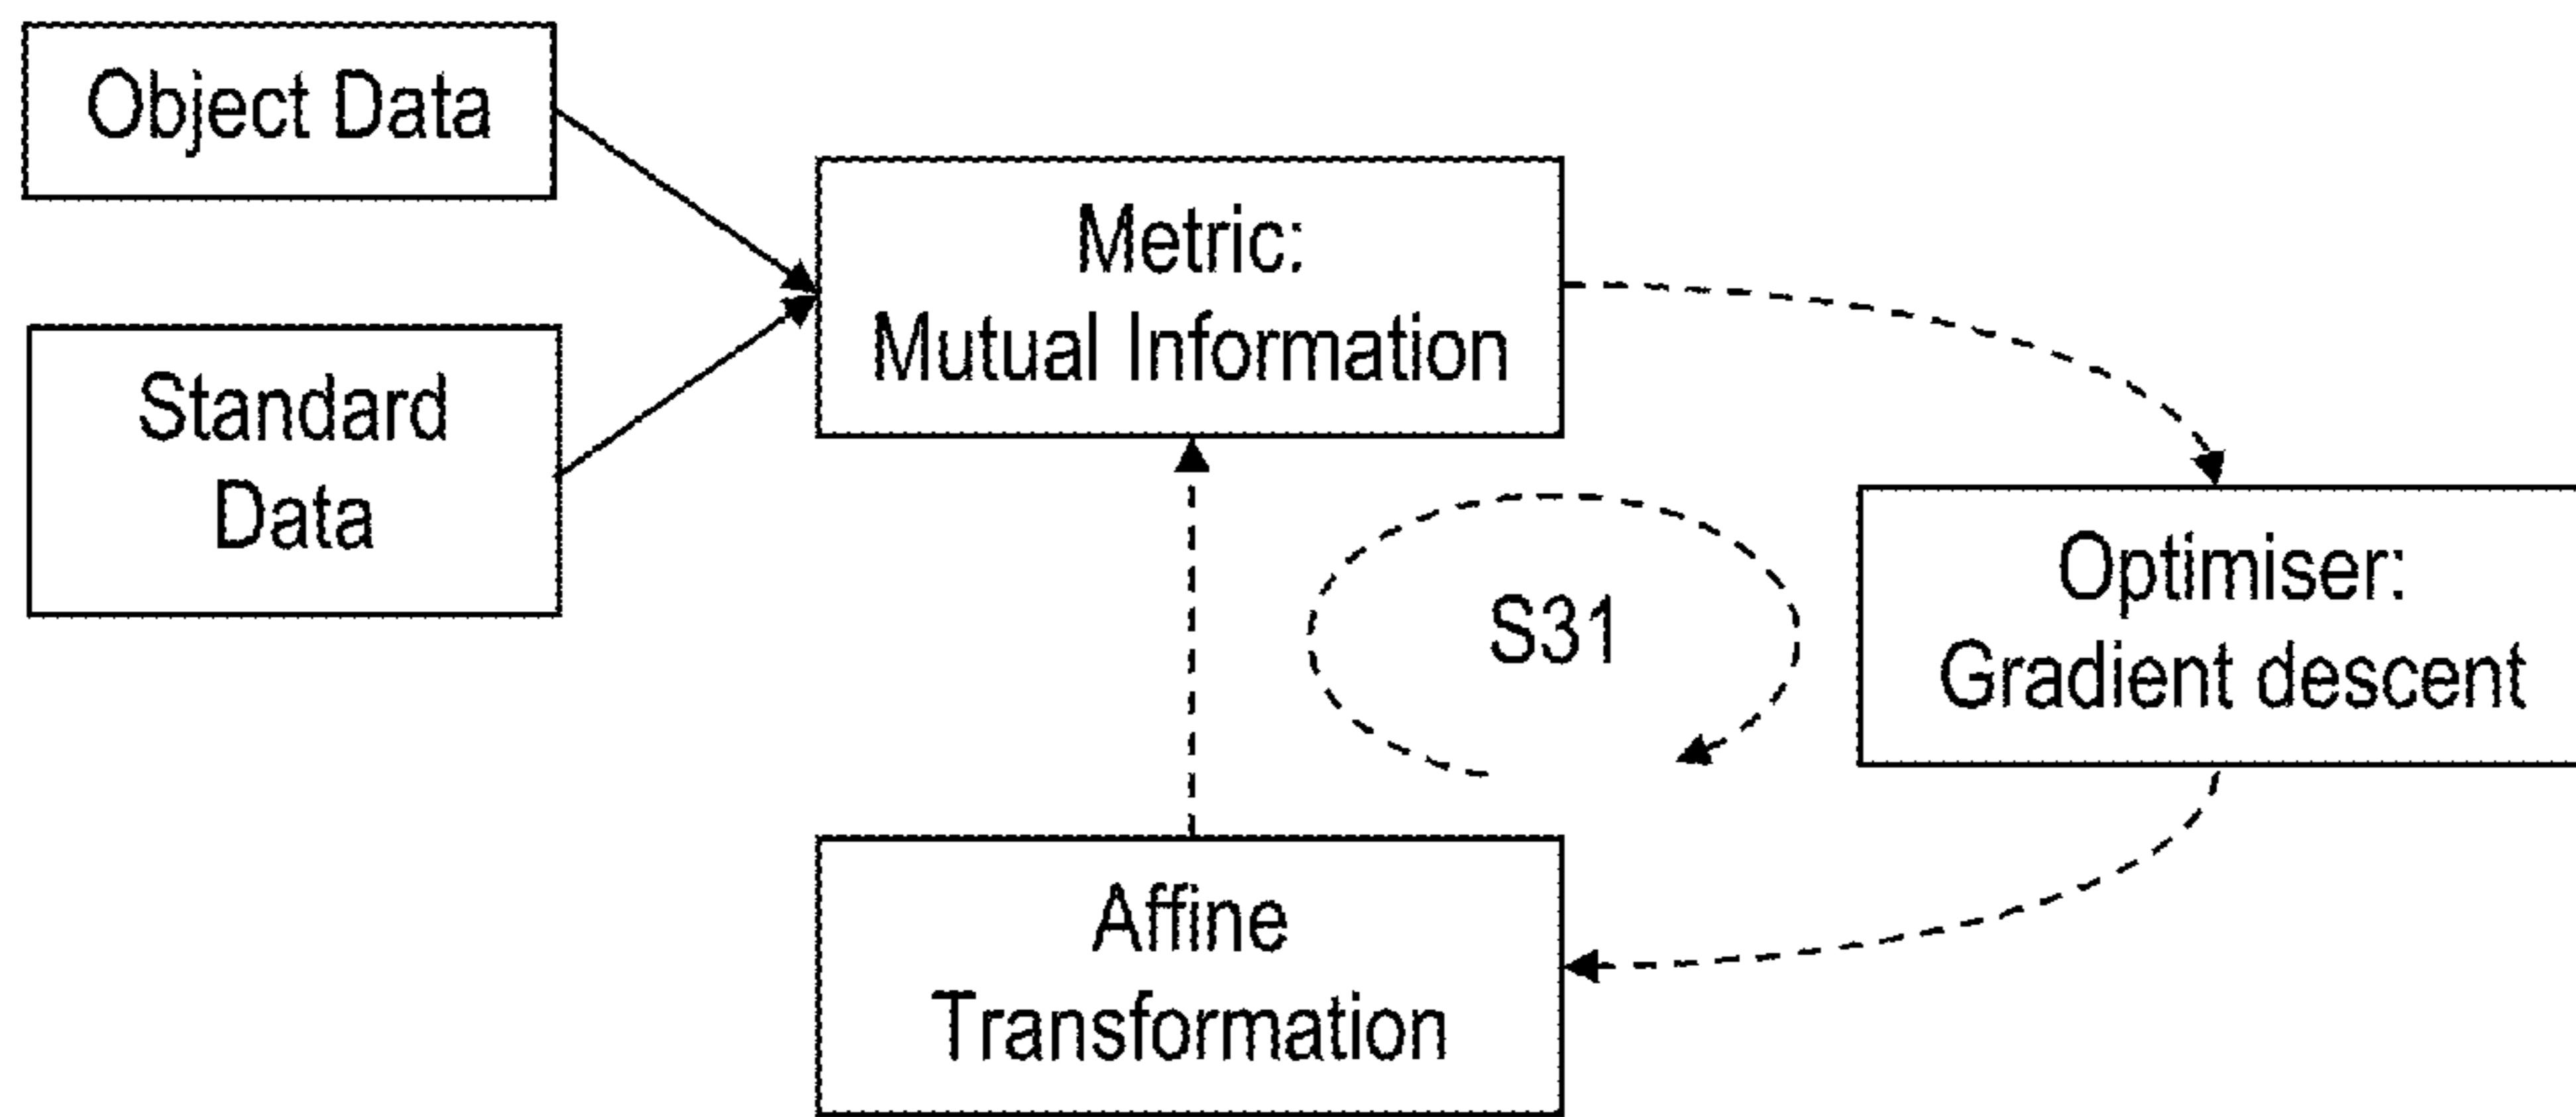 Object Data
Metric:
Mutual Information
Standard
Data
Optimiser:
Gradient descent
S31
Affine
Transformation